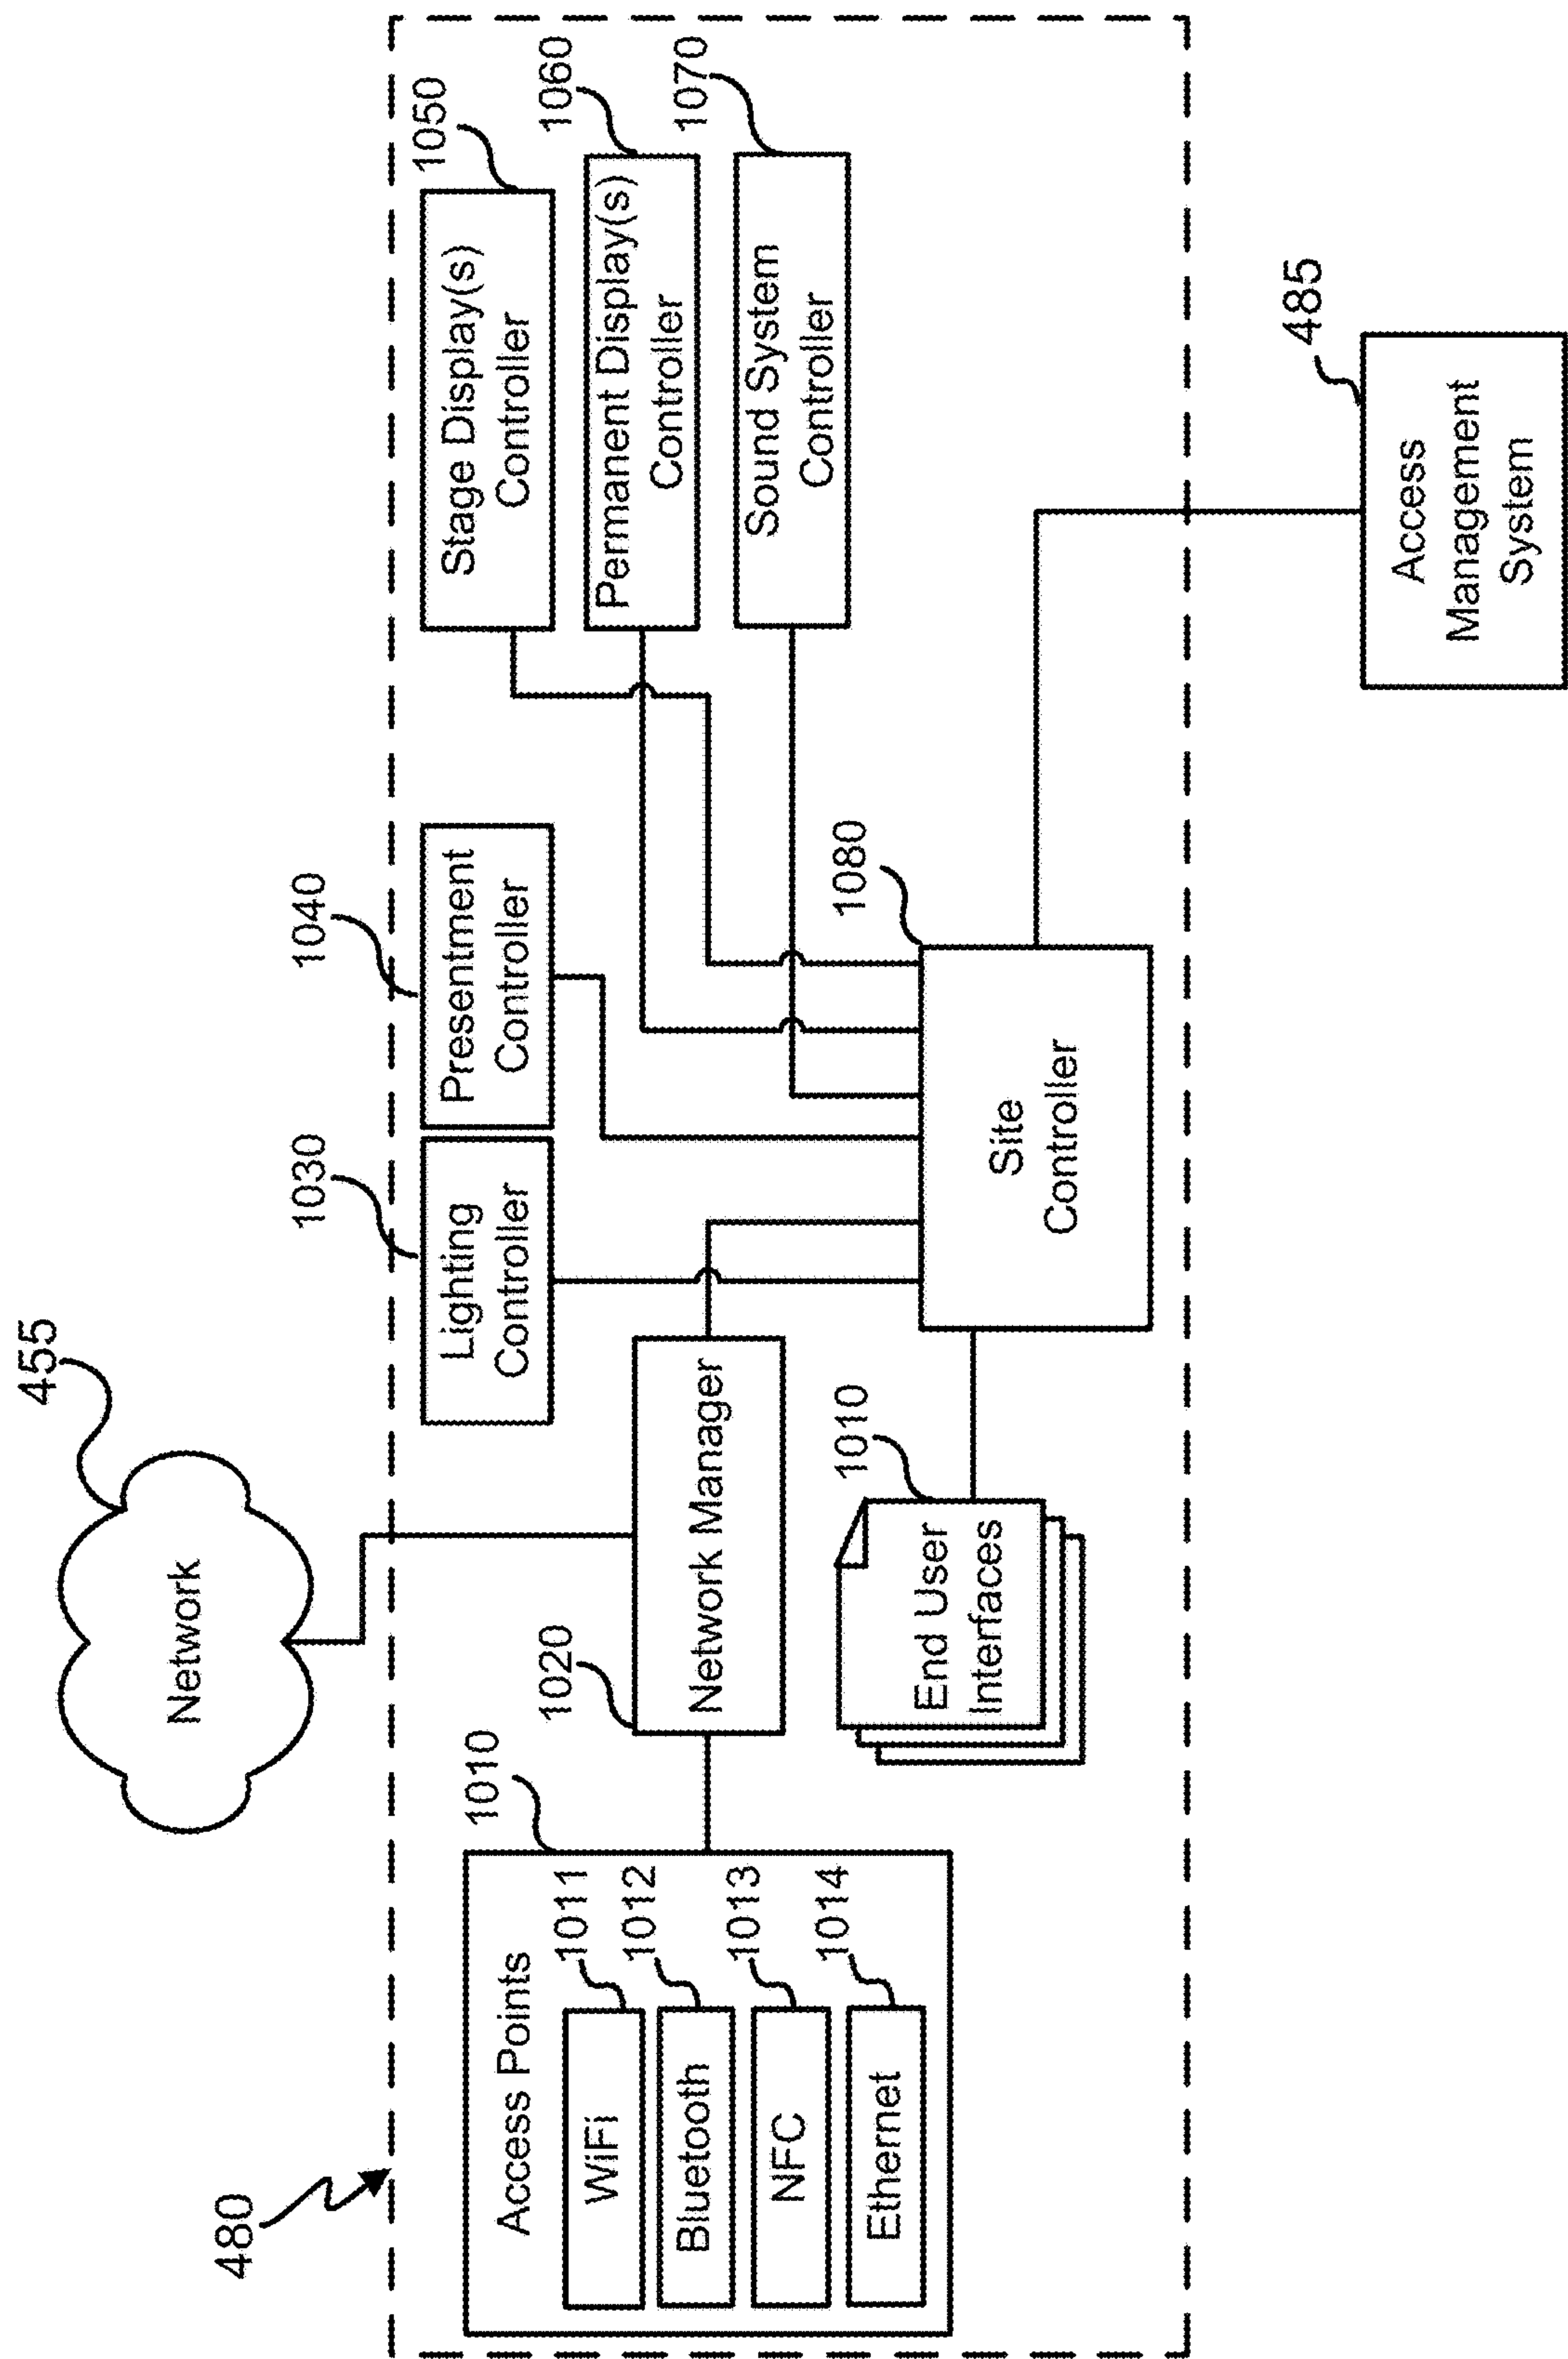 455
Network
480
1030
1040
Lighting
Controller
Presentment
Controller
1050
Stage Display(s)
Controller
1060
Permanent Display(s)
Controller
1070
Sound System
Controller
1010
Access Points
1011
WiFi
1012
Bluetooth
1013
NFC
1014
Ethernet
1020
Network Manager
1010
End User
Interfaces
1080
Site
Controller
485
Access
Management
System